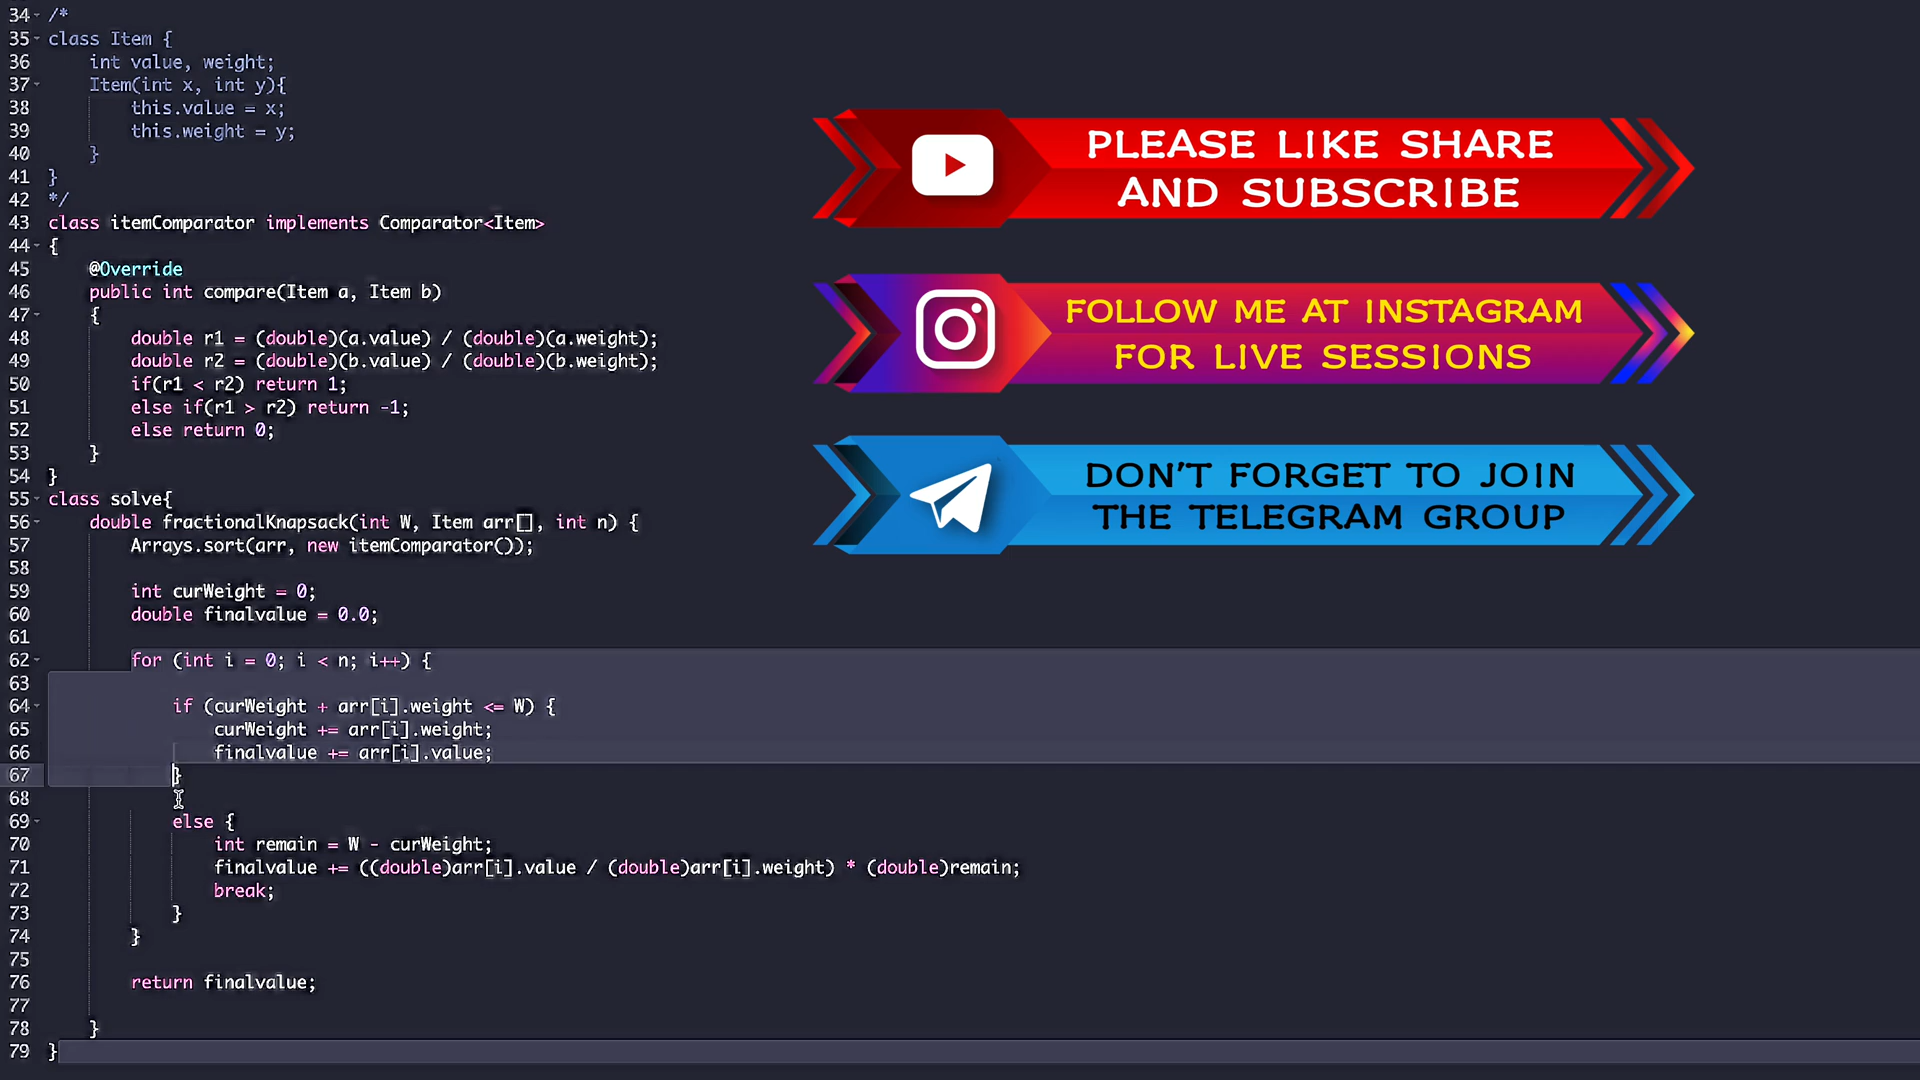 34 /*
35 class Item {
36 int value, weight;
37 Item(int x, int y){
38 this.value = x;
39 this.weight = y;
40 }
41 }
42 */
43 class itemComparator implements Comparator<Item>
44 {
45 @Override
46 public int compare(Item a, Item b)
47 {
48 double r1 = (double)(a.value) / (double)(a.weight);
49 double r2 = (double)(b.value) / (double)(b.weight);
50 if(r1 < r2) return 1;
51 else if(r1 > r2) return -1;
52 else return 0;
53 }
54 }
55 class solve{
56 double fractionalKnapsack(int W, Item arr[], int n) {
57 Arrays.sort(arr, new itemComparator());
58
59 int curWeight = 0;
60 double finalvalue = 0.0;
61
62 for (int i = 0; i < n; i++) {
63
64 if (curWeight + arr[i].weight <= W) {
65 curWeight += arr[i].weight;
66 finalvalue += arr[i].value;
67 }
68
69 else {
70 int remain = W - curWeight;
71 finalvalue += ((double)arr[i].value / (double)arr[i].weight) * (double)remain;
72 break;
73 }
74 }
75
76 return finalvalue;
77
78 }
79 }
PLEASE LIKE SHARE
AND SUBSCRIBE
FOLLOW ME AT INSTAGRAM
FOR LIVE SESSIONS
DON'T FORGET TO JOIN
THE TELEGRAM GROUP